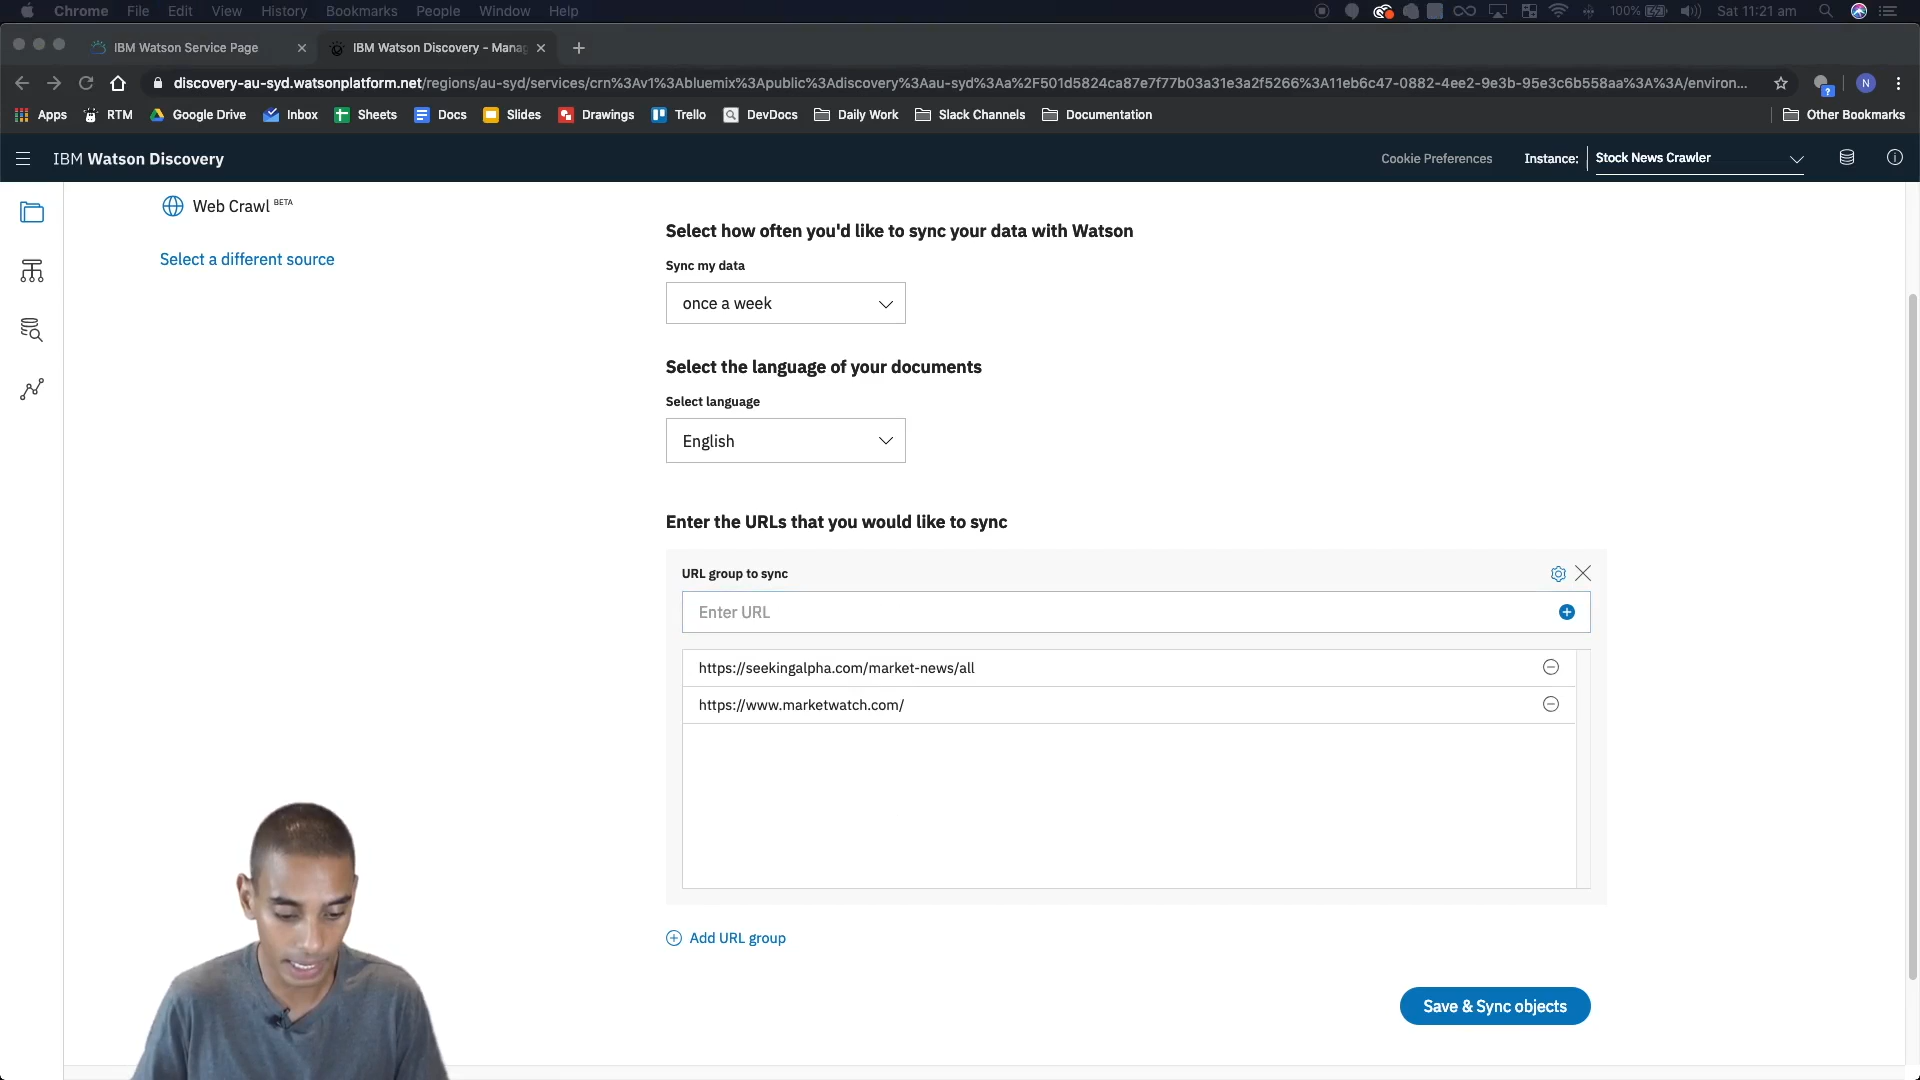 Chrome File Edit View History Bookmarks People Window Help 100% Sat 11:21 am
IBM Watson Service Page
IBM Watson Discovery - Mana
discovery-au-syd.watsonplatform.net/regions/au-syd/services/crn%3Av1%3Abluemix%3Apublic%3Adiscovery%3Aau-syd%3Aa%2F501d5824ca87e7f77b03a31e3a2f5266%3A11eb6c47-0882-4ee2-9e3b-95e3c6b558aa%3A%3A/environ...
N
Apps RTM Google Drive Inbox Sheets Docs Slides Drawings Trello DevDocs Daily Work Slack Channels Documentation Other Bookmarks
IBM Watson Discovery
Cookie Preferences Instance: Stock News Crawler
Web Crawl BETA
Select a different source
Select how often you'd like to sync your data with Watson
Sync my data
once a week
Select the language of your documents
Select language
English
Enter the URLs that you would like to sync
URL group to sync
Enter URL
https://seekingalpha.com/market-news/all
https://www.marketwatch.com/
Add URL group
Save & Sync objects